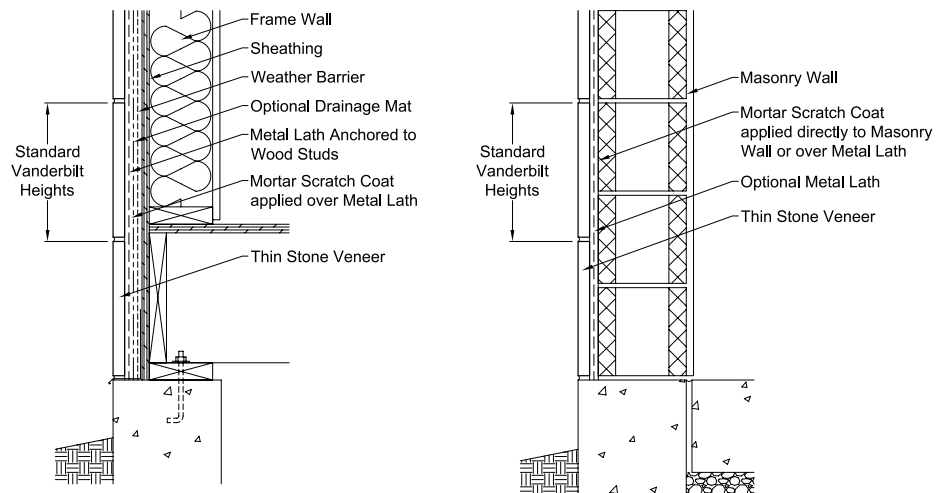 Frame Wall
Sheathing
Weather Barrier
Optional Drainage Mat
Metal Lath Anchored to
Wood Studs
Mortar Scratch Coat
applied over Metal Lath
Thin Stone Veneer
Standard
Vanderbilt
Heights
Masonry Wall
Mortar Scratch Coat
applied directly to Masonry
Wall or over Metal Lath
Optional Metal Lath
Thin Stone Veneer
Standard
Vanderbilt
Heights